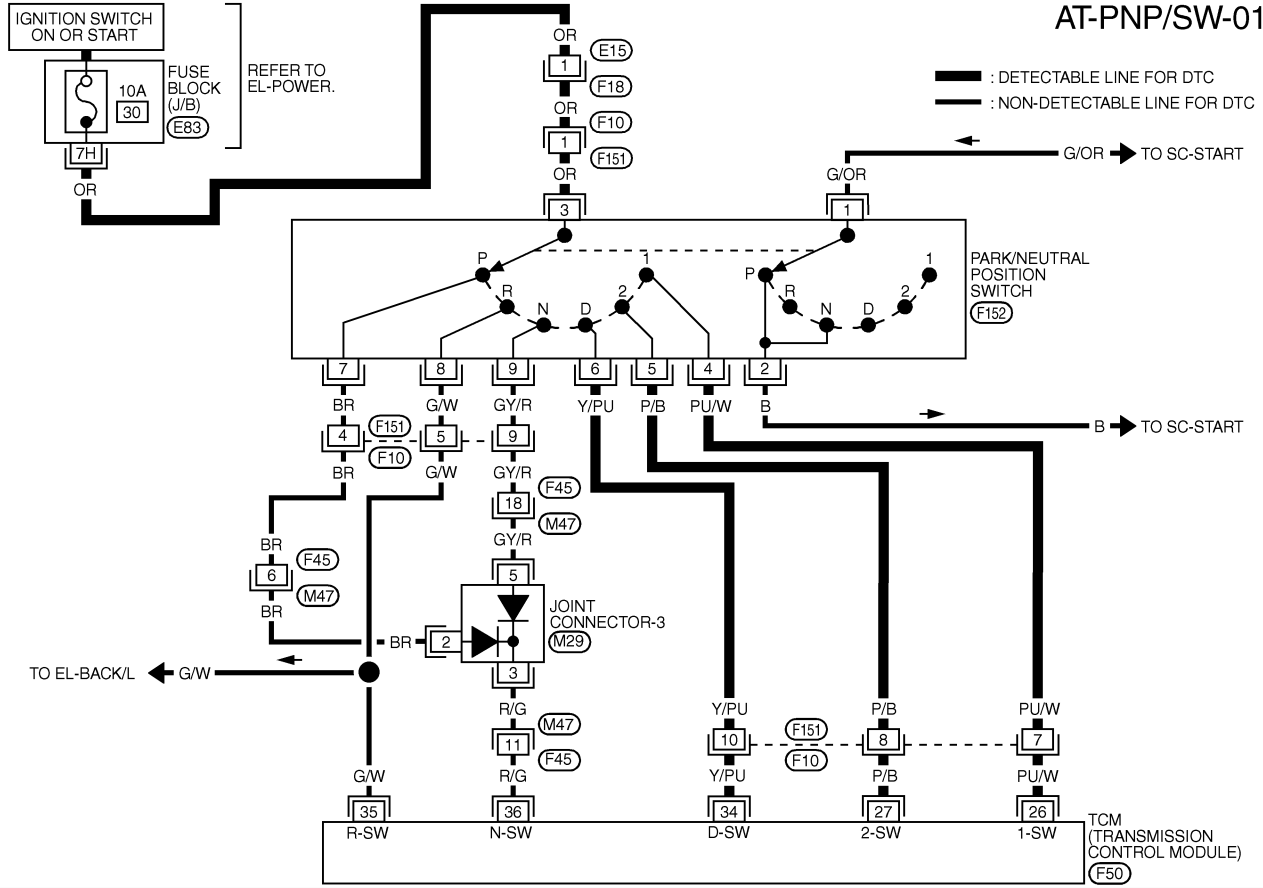 AT-PNP/SW-01
IGNITION SWITCH
ON OR START
10A
30
FUSE
BLOCK
(J/B)
E83
REFER TO
EL-POWER.
7H
OR
OR
1
E15
F18
OR
1
F10
F151
OR
3
: DETECTABLE LINE FOR DTC
: NON-DETECTABLE LINE FOR DTC
G/OR
TO SC-START
G/OR
1
P
R
N
D
2
1
P
R
N
D
2
1
PARK/NEUTRAL
POSITION
SWITCH
F152
7
8
9
6
5
4
2
BR
G/W
GY/R
Y/PU
P/B
PU/W
B
B
TO SC-START
4
F151
F10
5
9
BR
G/W
GY/R
18
F45
M47
GY/R
BR
6
F45
M47
BR
5
JOINT
CONNECTOR-3
M29
BR
2
3
TO EL-BACK/L
G/W
R/G
Y/PU
P/B
PU/W
11
M47
F45
10
F151
F10
8
7
G/W
R/G
Y/PU
P/B
PU/W
35
36
34
27
26
R-SW
N-SW
D-SW
2-SW
1-SW
TCM
(TRANSMISSION
CONTROL MODULE)
F50